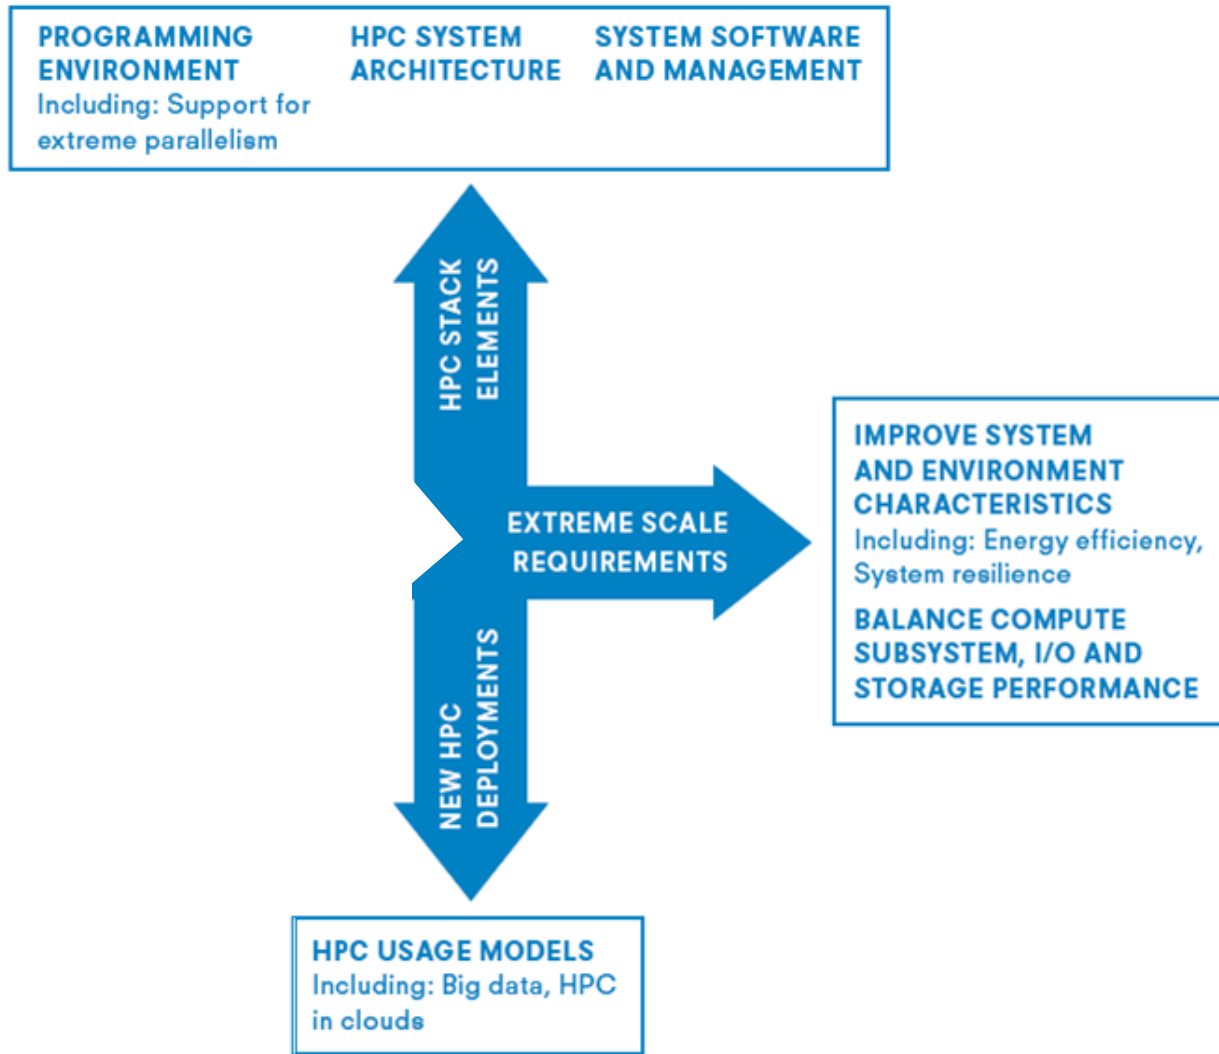 PROGRAMMING
ENVIRONMENT
Including: Support for
extreme parallelism
HPC SYSTEM
ARCHITECTURE
SYSTEM SOFTWARE
AND MANAGEMENT
HPC STACK
ELEMENTS
EXTREME SCALE
REQUIREMENTS
IMPROVE SYSTEM
AND ENVIRONMENT
CHARACTERISTICS
Including: Energy efficiency,
System resilience
BALANCE COMPUTE
SUBSYSTEM, I/O AND
STORAGE PERFORMANCE
NEW HPC
DEPLOYMENTS
HPC USAGE MODELS
Including: Big data, HPC
in clouds